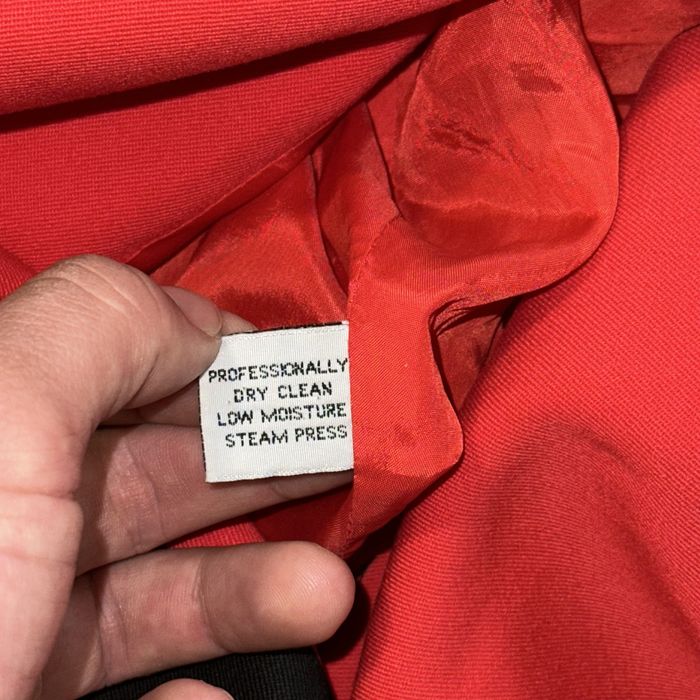 PROFESSIONALLY
DRY CLEAN
LOW MOISTURE
STEAM PRESS